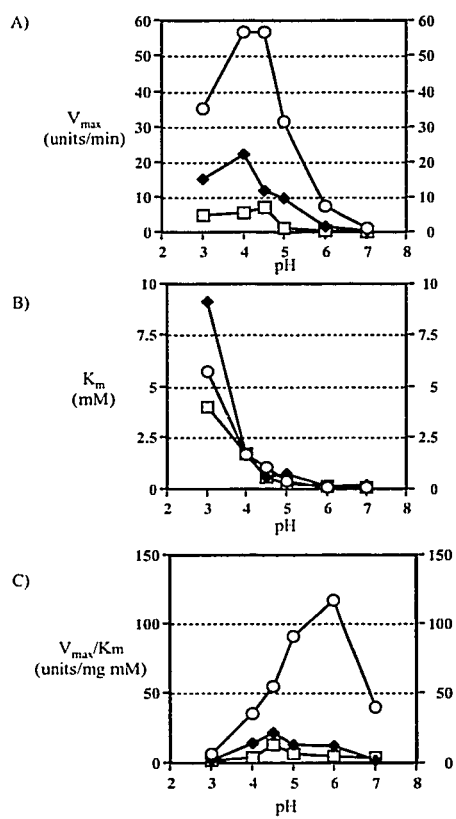 A)
60 60
50 50
V_max 40 40
(units/min) 30 30
20 20
10 10
0 0
2 3 4 5 6 7 8
pH
B)
10 10
7.5 7.5
K_m 5 5
(mM)
2.5 2.5
0 0
2 3 4 5 6 7 8
pH
C)
150 150
100 100
V_max/Km
(units/mg mM)
50 50
0 0
2 3 4 5 6 7 8
pH